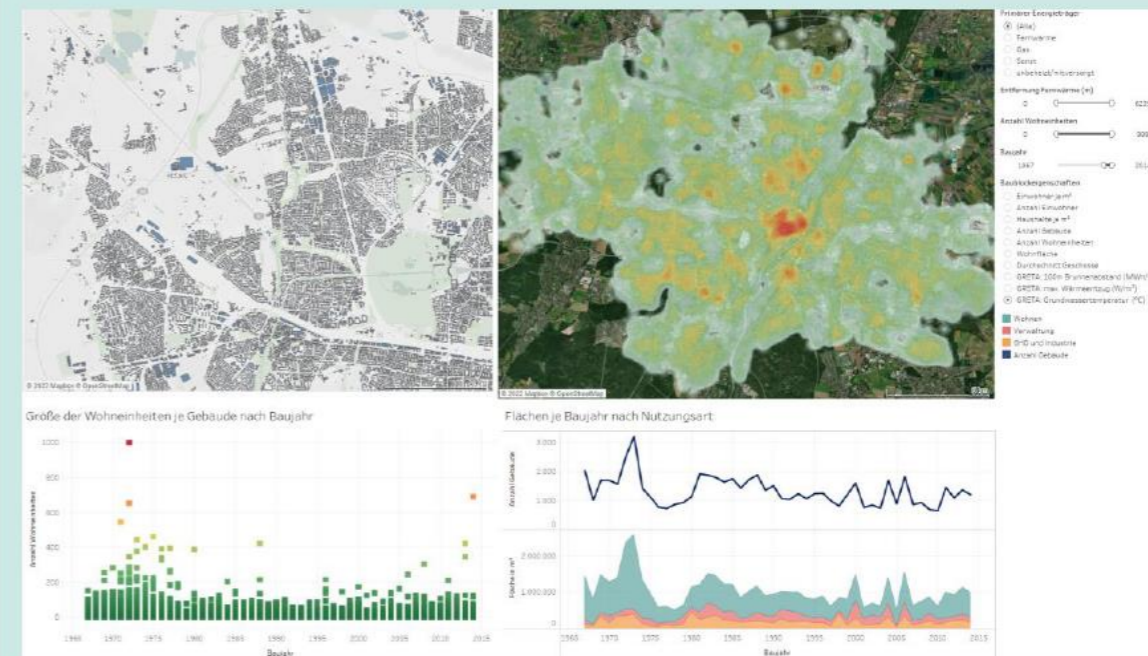 Primärer Energieträger
(Alle)
Fernwärme
Gas
Sonst
unbeheizt/mitversorgt
Entfernung Fernwärme (m)
0
Anzahl Wohneinheiten
0
Baujahr
1967
Baublockeigenschaften
Einwohner je m²
Anzahl Einwohner
Haushalte je m²
Anzahl Gebäude
Anzahl Wohneinheiten
Wohnfläche
Durchschnitt Geschosse
GRETA: 100m Brunnenabstand
GRETA: max. Wärmeentzug
GRETA: Grundwassertemperatur (°C)
Wohnen
Verwaltung
GHD und Industrie
Anzahl Gebäude
© 2022 Mapbox © OpenStreetMap
© 2022 Mapbox © OpenStreetMap
Größe der Wohneinheiten je Gebäude nach Baujahr
Anzahl Wohneinheiten
1000
800
600
400
200
0
1965 1970 1975 1980 1985 1990 1995 2000 2005 2010 2015
Baujahr
Flächen je Baujahr nach Nutzungsart
Anzahl Gebäude
3.000
2.000
1.000
0
Fläche in m²
2.000.000
1.000.000
0
1965 1970 1975 1980 1985 1990 1995 2000 2005 2010 2015
Baujahr